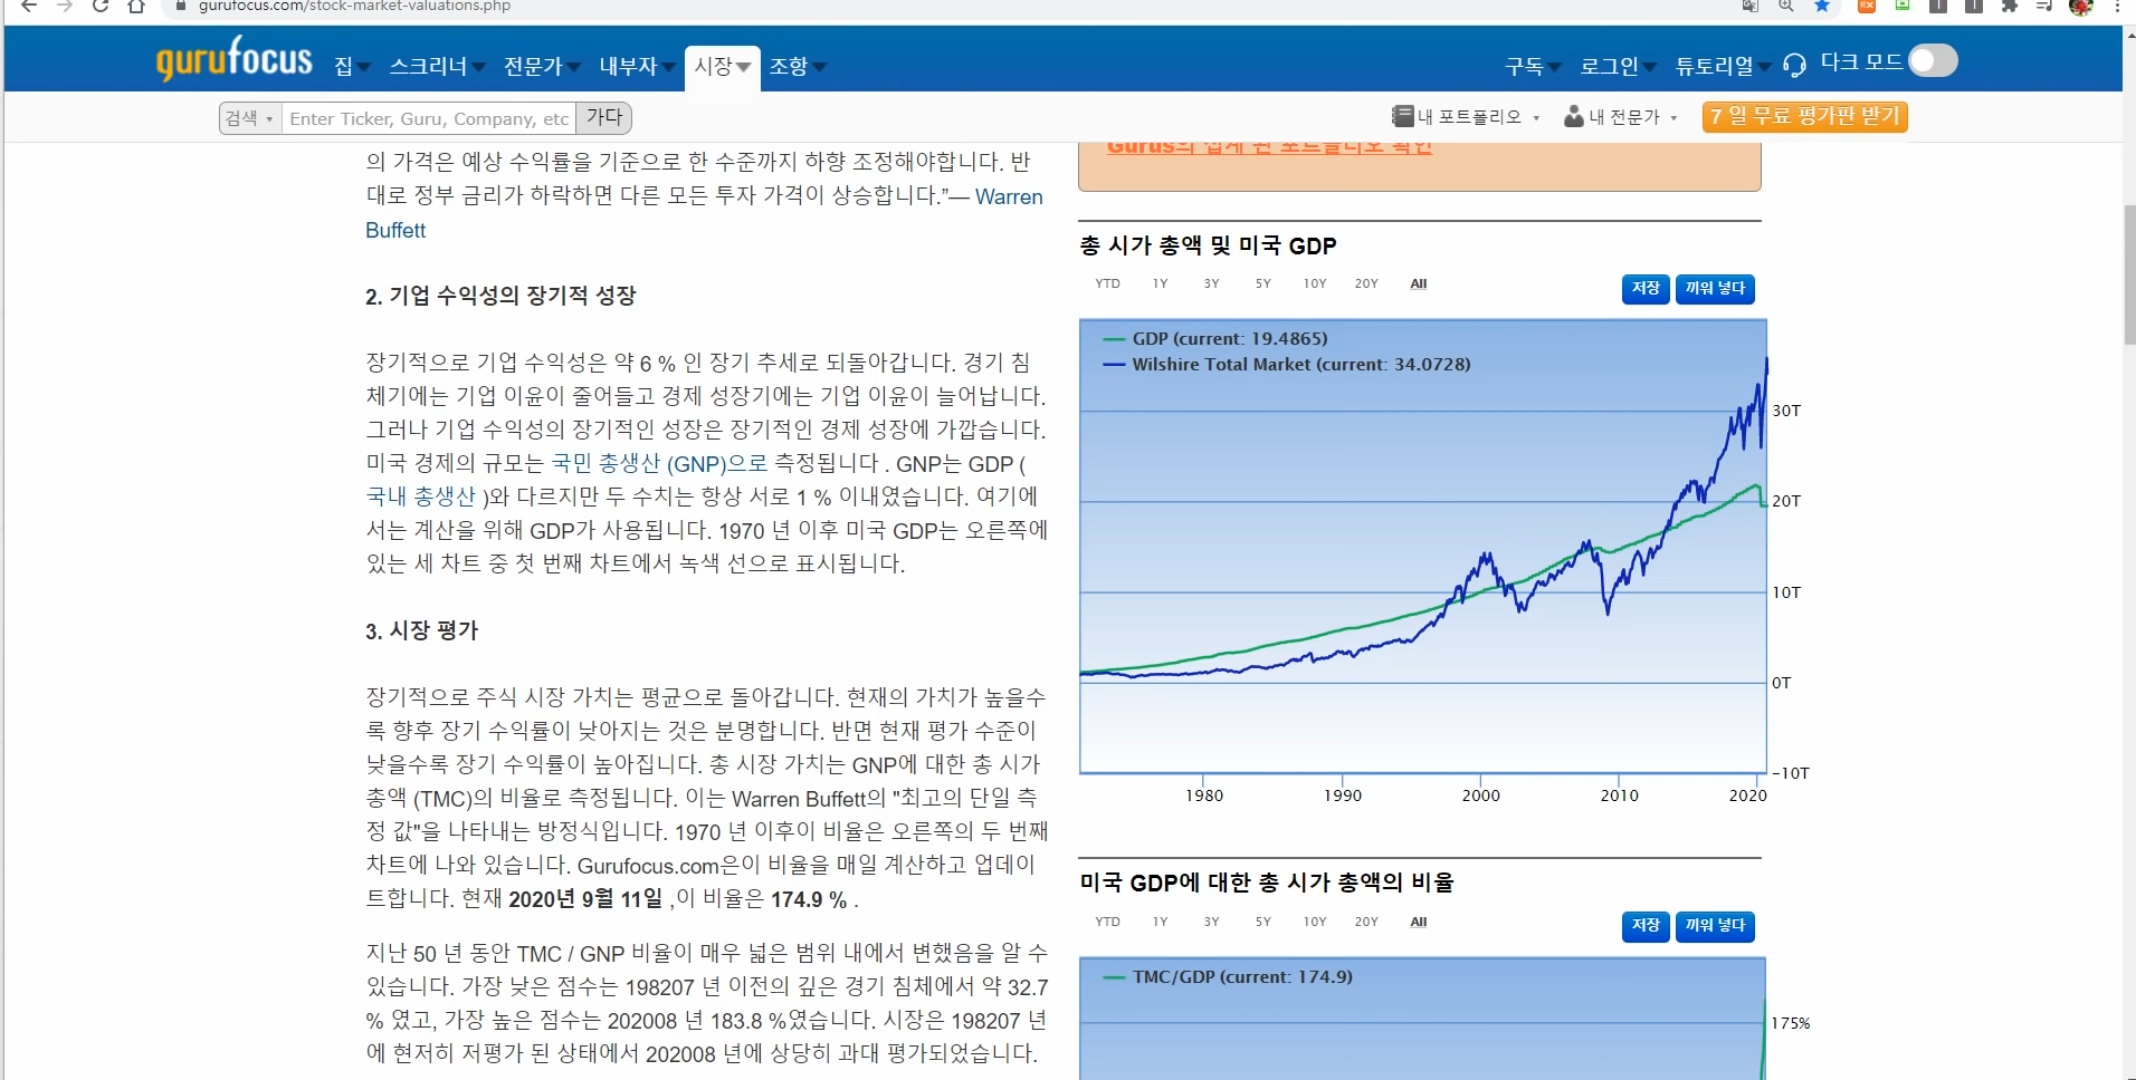 gurufocus.com/stock-market-valuations.php
gurufocus 집 스크리너 전문가 내부자 시장 조항 구독 로그인 튜토리얼 다크 모드
검색 Enter Ticker, Guru, Company, etc 가다 내 포트폴리오 내 전문가 7 일 무료 평가판 받기
의 가격은 예상 수익률을 기준으로 한 수준까지 하향 조정해야합니다. 반
대로 정부 금리가 하락하면 다른 모든 투자 가격이 상승합니다.”— Warren
Buffett
2. 기업 수익성의 장기적 성장
장기적으로 기업 수익성은 약 6 % 인 장기 추세로 되돌아갑니다. 경기 침
체기에는 기업 이윤이 줄어들고 경제 성장기에는 기업 이윤이 늘어납니다.
그러나 기업 수익성의 장기적인 성장은 장기적인 경제 성장에 가깝습니다.
미국 경제의 규모는 국민 총생산 (GNP)으로 측정됩니다 . GNP는 GDP (
국내 총생산 )와 다르지만 두 수치는 항상 서로 1 % 이내였습니다. 여기에
서는 계산을 위해 GDP가 사용됩니다. 1970 년 이후 미국 GDP는 오른쪽에
있는 세 차트 중 첫 번째 차트에서 녹색 선으로 표시됩니다.
3. 시장 평가
장기적으로 주식 시장 가치는 평균으로 돌아갑니다. 현재의 가치가 높을수
록 향후 장기 수익률이 낮아지는 것은 분명합니다. 반면 현재 평가 수준이
낮을수록 장기 수익률이 높아집니다. 총 시장 가치는 GNP에 대한 총 시가
총액 (TMC)의 비율로 측정됩니다. 이는 Warren Buffett의 "최고의 단일 측
정 값"을 나타내는 방정식입니다. 1970 년 이후이 비율은 오른쪽의 두 번째
차트에 나와 있습니다. Gurufocus.com은이 비율을 매일 계산하고 업데이
트합니다. 현재 2020년 9월 11일 ,이 비율은 174.9 % .
지난 50 년 동안 TMC / GNP 비율이 매우 넓은 범위 내에서 변했음을 알 수
있습니다. 가장 낮은 점수는 198207 년 이전의 깊은 경기 침체에서 약 32.7
% 였고, 가장 높은 점수는 202008 년 183.8 %였습니다. 시장은 198207 년
에 현저히 저평가 된 상태에서 202008 년에 상당히 과대 평가되었습니다.
Gurus의 집계 된 포트폴리오 확인
총 시가 총액 및 미국 GDP
YTD 1Y 3Y 5Y 10Y 20Y All 저장 끼워 넣다
GDP (current: 19.4865)
Wilshire Total Market (current: 34.0728)
30T
20T
10T
0T
-10T
1980 1990 2000 2010 2020
미국 GDP에 대한 총 시가 총액의 비율
YTD 1Y 3Y 5Y 10Y 20Y All 저장 끼워 넣다
TMC/GDP (current: 174.9)
175%